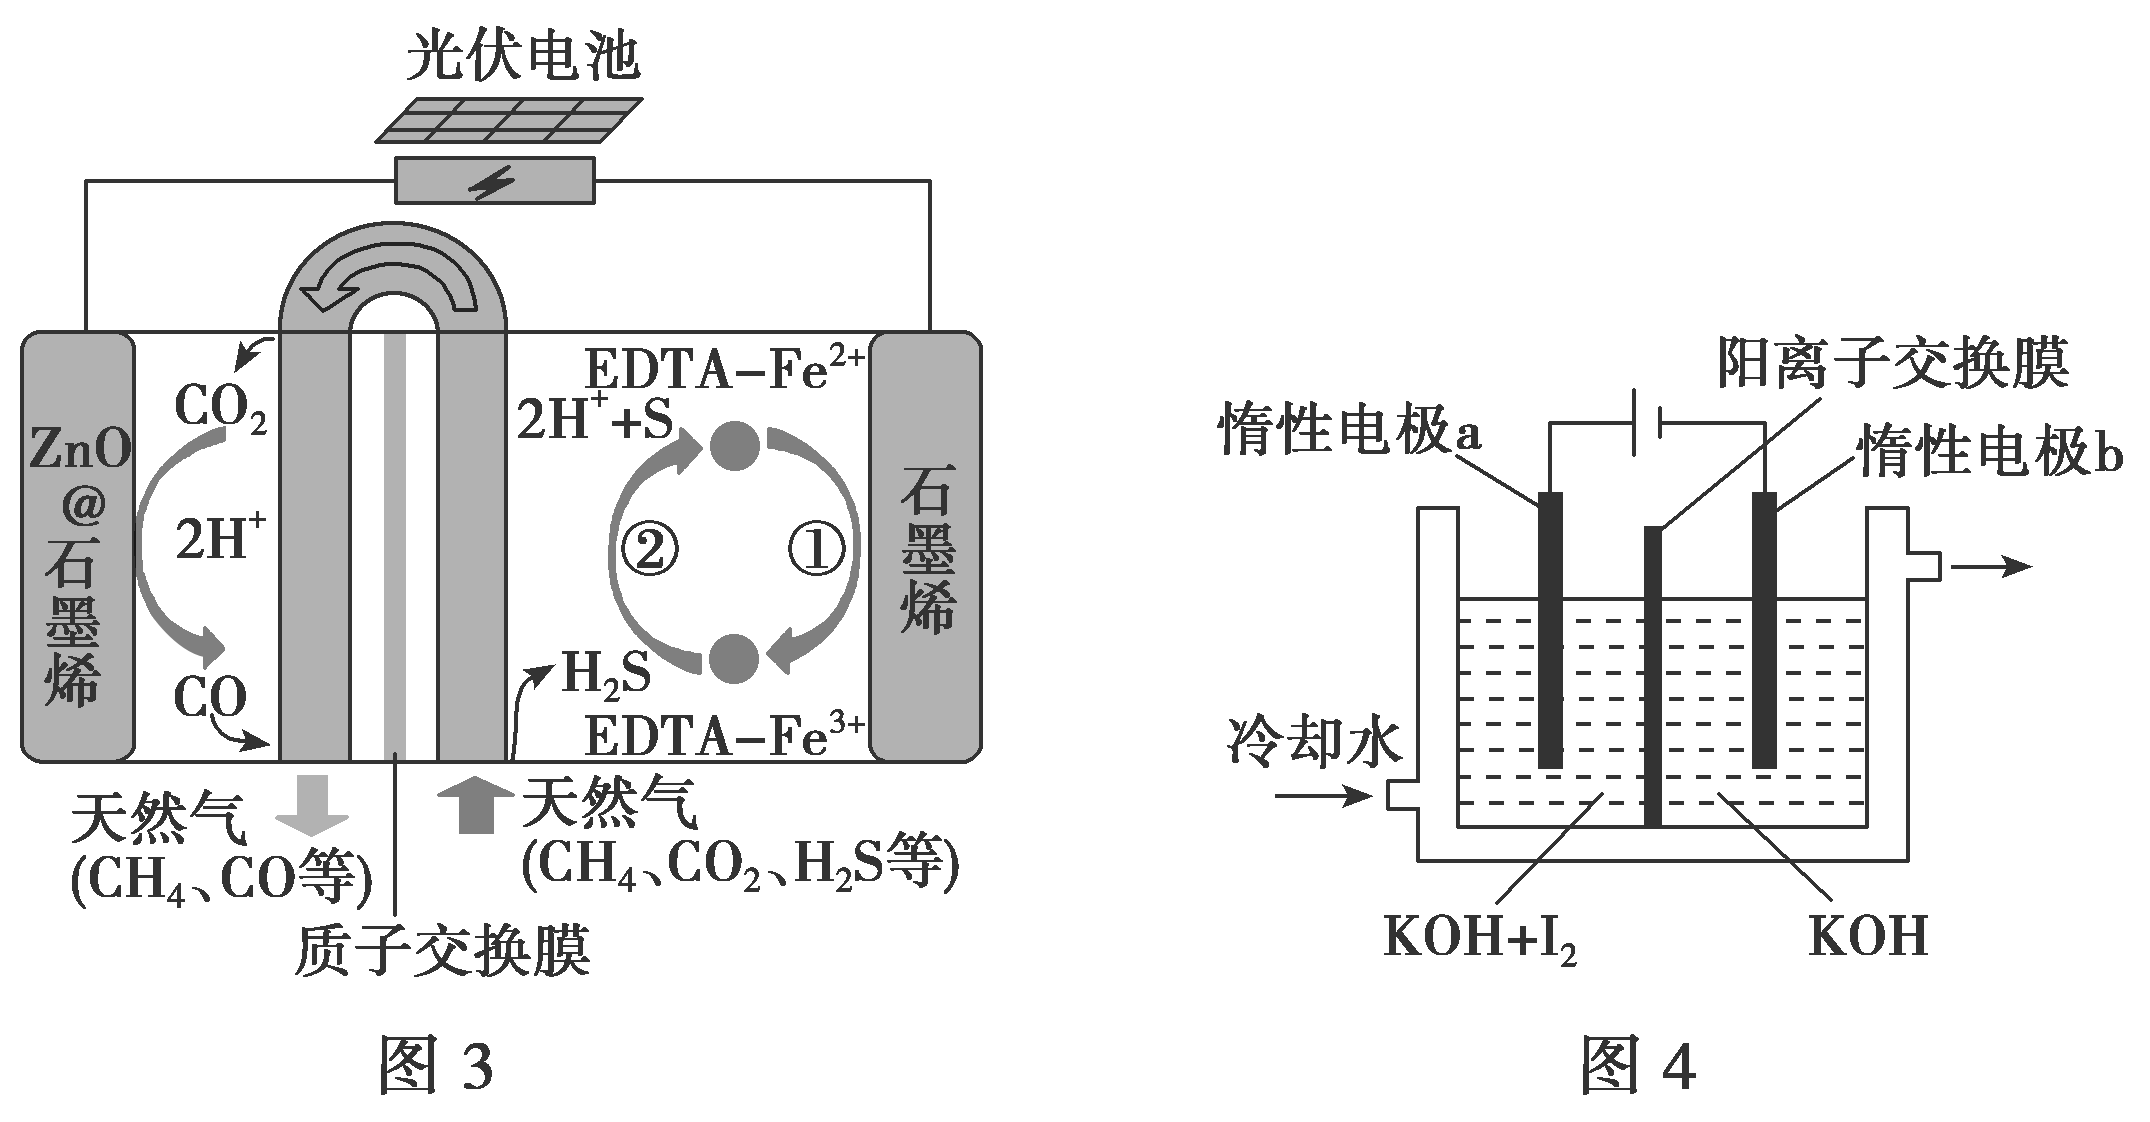 光伏电池
CO₂
ZnO
@
石
墨
烯
2H⁺
CO
EDTA-Fe²⁺
2H⁺+S
②
①
H₂S
EDTA-Fe³⁺
石
墨
烯
天然气
(CH₄、CO等)
天然气
(CH₄、CO₂、H₂S等)
质子交换膜
图 3
阳离子交换膜
惰性电极a
惰性电极b
冷却水
KOH+I₂
KOH
图 4